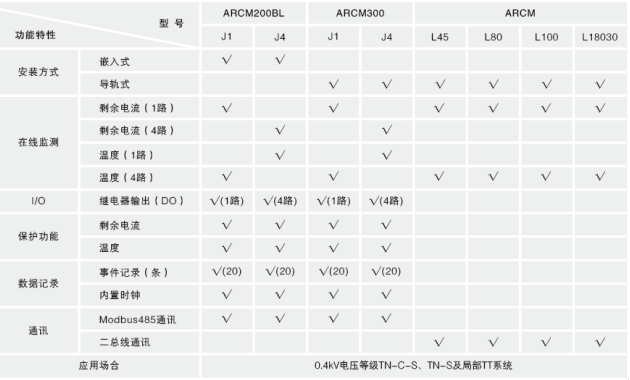 型 号 ARCM200BL ARCM300 ARCM
功能特性 J1 J4 J1 J4 L45 L80 L100 L18030
安装方式 嵌入式 √ √
导轨式 √ √ √ √ √ √
在线监测 剩余电流（1路） √ √ √ √ √ √
剩余电流（4路） √ √
温度（1路） √ √
温度（4路） √ √ √ √ √ √
I/O 继电器输出（DO） √(1路) √(4路) √(1路) √(4路)
保护功能 剩余电流 √ √ √ √
温度 √ √ √ √
数据记录 事件记录（条） √(20) √(20) √(20) √(20)
内置时钟 √ √ √ √
通讯 Modbus485通讯 √ √ √ √
二总线通讯 √ √ √ √
应用场合 0.4kV电压等级TN-C-S、TN-S及局部TT系统